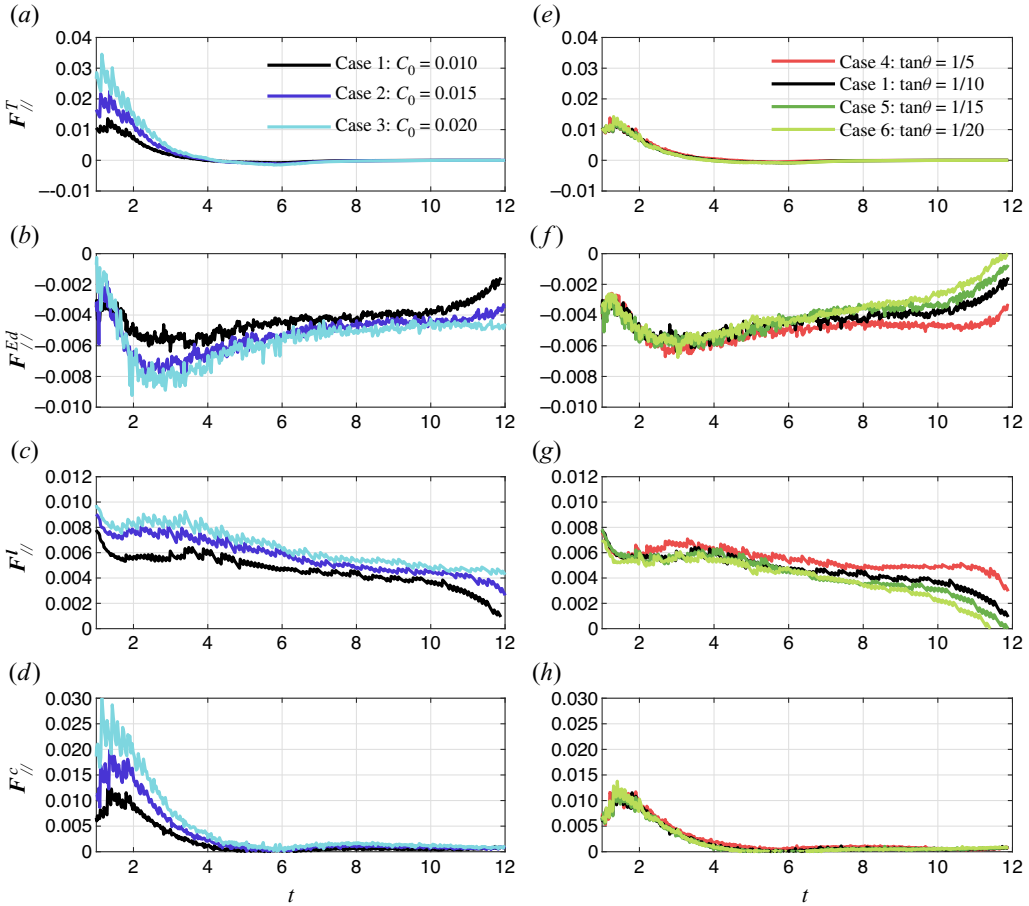 (a)
0.04
0.03
0.02
0.01
0
−-0.01
F^T_//
Case 1: C₀ = 0.010
Case 2: C₀ = 0.015
Case 3: C₀ = 0.020
2 4 6 8 10 12
(e)
0.04
0.03
0.02
0.01
0
-0.01
Case 4: tanθ = 1/5
Case 1: tanθ = 1/10
Case 5: tanθ = 1/15
Case 6: tanθ = 1/20
2 4 6 8 10 12
(b)
0
−0.002
−0.004
−0.006
−0.008
−0.010
F^Ed_//
2 4 6 8 10 12
(f)
0
−0.002
−0.004
−0.006
−0.008
−0.010
2 4 6 8 10 12
(c)
0.012
0.010
0.008
0.006
0.004
0.002
0
F^I_//
2 4 6 8 10 12
(g)
0.012
0.010
0.008
0.006
0.004
0.002
0
2 4 6 8 10 12
(d)
0.030
0.025
0.020
0.015
0.010
0.005
0
F^c_//
2 4 6 8 10 12
t
(h)
0.030
0.025
0.020
0.015
0.010
0.005
0
2 4 6 8 10 12
t